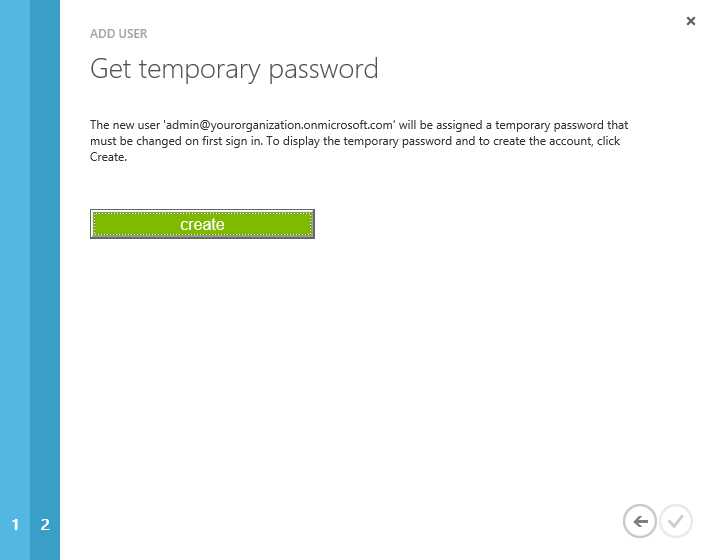 ADD USER
Get temporary password
The new user 'admin@yourorganization.onmicrosoft.com' will be assigned a temporary password that
must be changed on first sign in. To display the temporary password and to create the account, click
Create.
create
1 2